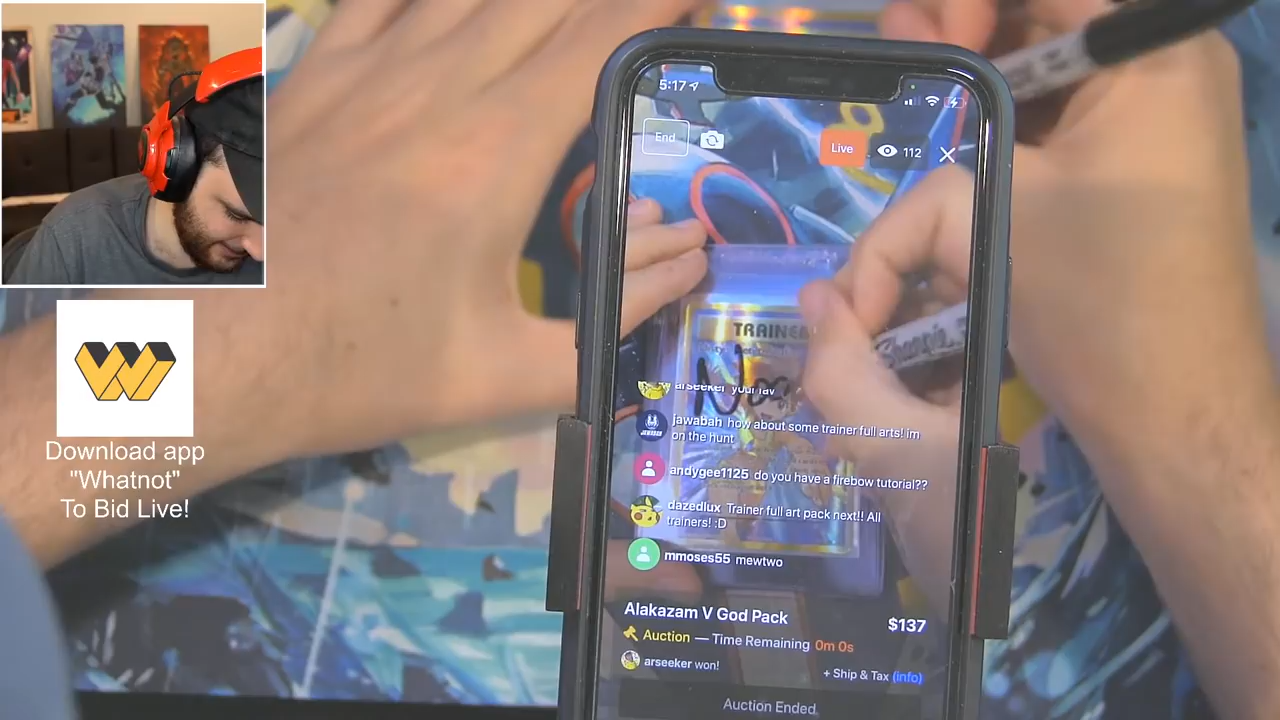 5:17
End
Live
112
TRAINER
Noo
Sharpie
arseeker your fav
jawabah how about some trainer full arts! im
on the hunt
andygee1125 do you have a firebow tutorial??
dazedlux Trainer full art pack next!! All
trainers! :D
mmoses55 mewtwo
Alakazam V God Pack
$137
Auction — Time Remaining 0m 0s
arseeker won!
+ Ship & Tax (info)
Auction Ended
Download app
"Whatnot"
To Bid Live!